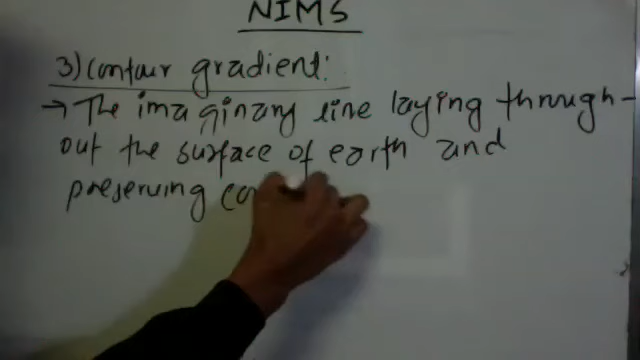 NIMS
3) Contour gradient:
→ The imaginary line laying through-
out the surface of earth and
preserving co